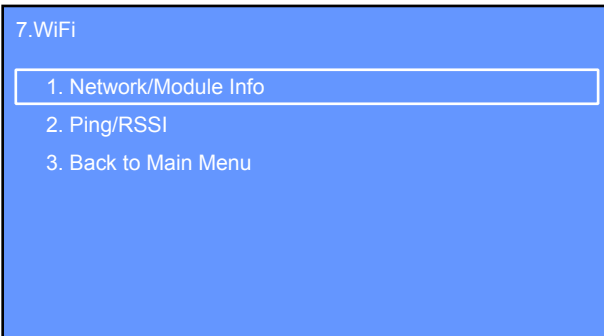 7.WiFi
1. Network/Module Info
2. Ping/RSSI
3. Back to Main Menu